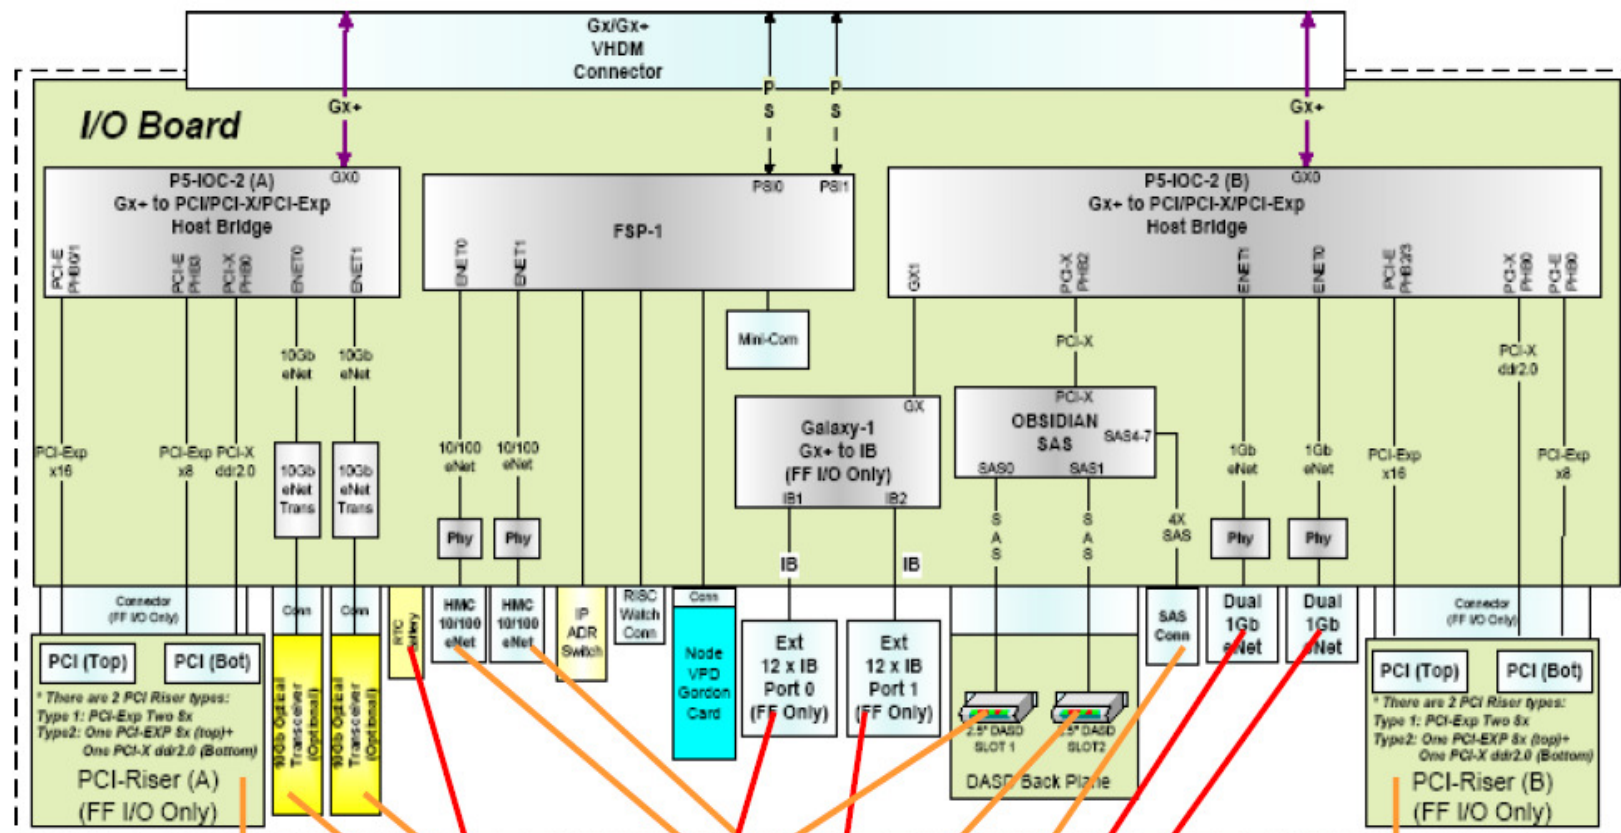 Gx/Gx+
VHDM
Connector
P
S
I
P
S
I
Gx+
Gx+
I/O Board
P5-IOC-2 (A)
GX0
Gx+ to PCI/PCI-X/PCI-Exp
Host Bridge
PCI-E
PHB0/1
PCI-E
PHB3
PCI-X
PHB0
ENET0
ENET1
PSI0
PSI1
FSP-1
ENET0
ENET1
P5-IOC-2 (B)
GX0
Gx+ to PCI/PCI-X/PCI-Exp
Host Bridge
GX1
PCI-X
PHB2
ENET1
ENET0
PCI-E
PHB2/3
PCI-X
PHB0
PCI-E
PHB0
10Gb
eNet
10Gb
eNet
Mini-Com
PCI-X
PCI-X
ddr2.0
PCI-Exp
x16
PCI-Exp
x8
PCI-X
ddr2.0
10Gb
eNet
Trans
10Gb
eNet
Trans
10/100
eNet
10/100
eNet
Phy
Phy
GX
Galaxy-1
Gx+ to IB
(FF I/O Only)
IB1
IB2
IB
IB
PCI-X
OBSIDIAN
SAS
SAS4-7
SAS0
SAS1
S
A
S
S
A
S
4X
SAS
1Gb
eNet
1Gb
eNet
Phy
Phy
PCI-Exp
x16
PCI-Exp
x8
Connector
(FF I/O Only)
Conn
Conn
RTC
Battery
HMC
10/100
eNet
HMC
10/100
eNet
IP
ADR
Switch
RISC
Watch
Conn
Conn
Node
VPD
Gordon
Card
Ext
12 x IB
Port 0
(FF Only)
Ext
12 x IB
Port 1
(FF Only)
SAS
Conn
Dual
1Gb
eNet
Dual
1Gb
eNet
Connector
(FF I/O Only)
PCI (Top)
PCI (Bot)
* There are 2 PCI Riser types:
Type 1: PCI-Exp Two 8x
Type2: One PCI-EXP 8x (top)+
One PCI-X ddr2.0 (Bottom)
PCI-Riser (A)
(FF I/O Only)
10Gb Optical
Transceiver
(Optional)
10Gb Optical
Transceiver
(Optional)
2.5" DASD
SLOT 1
2.5" DASD
SLOT2
DASD Back Plane
PCI (Top)
PCI (Bot)
* There are 2 PCI Riser types:
Type 1: PCI-Exp Two 8x
Type2: One PCI-EXP 8x (top)+
One PCI-X ddr2.0 (Bottom)
PCI-Riser (B)
(FF I/O Only)